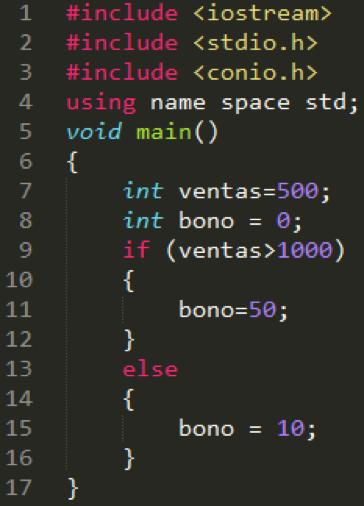 1 #include <iostream>
2 #include <stdio.h>
3 #include <conio.h>
4 using name space std;
5 void main()
6 {
7 int ventas=500;
8 int bono = 0;
9 if (ventas>1000)
10 {
11 bono=50;
12 }
13 else
14 {
15 bono = 10;
16 }
17 }